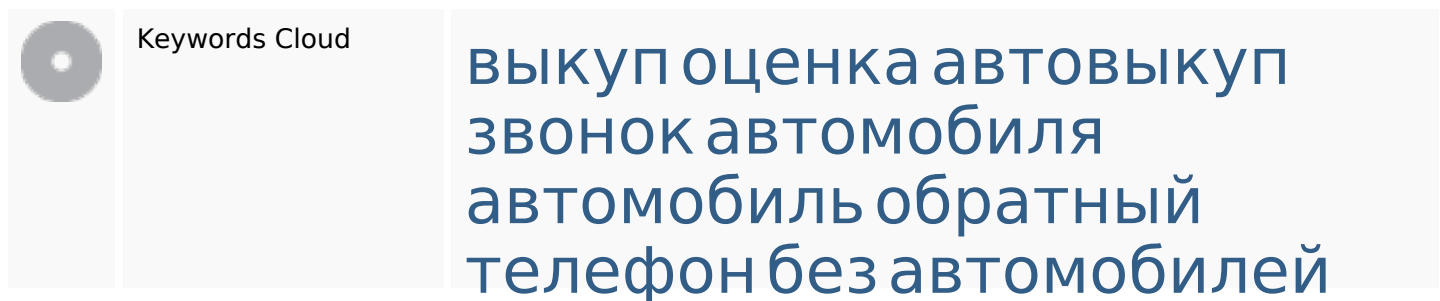 Keywords Cloud
выкуп оценка автовыкуп
звонок автомобиля
автомобиль обратный
телефон без автомобилей